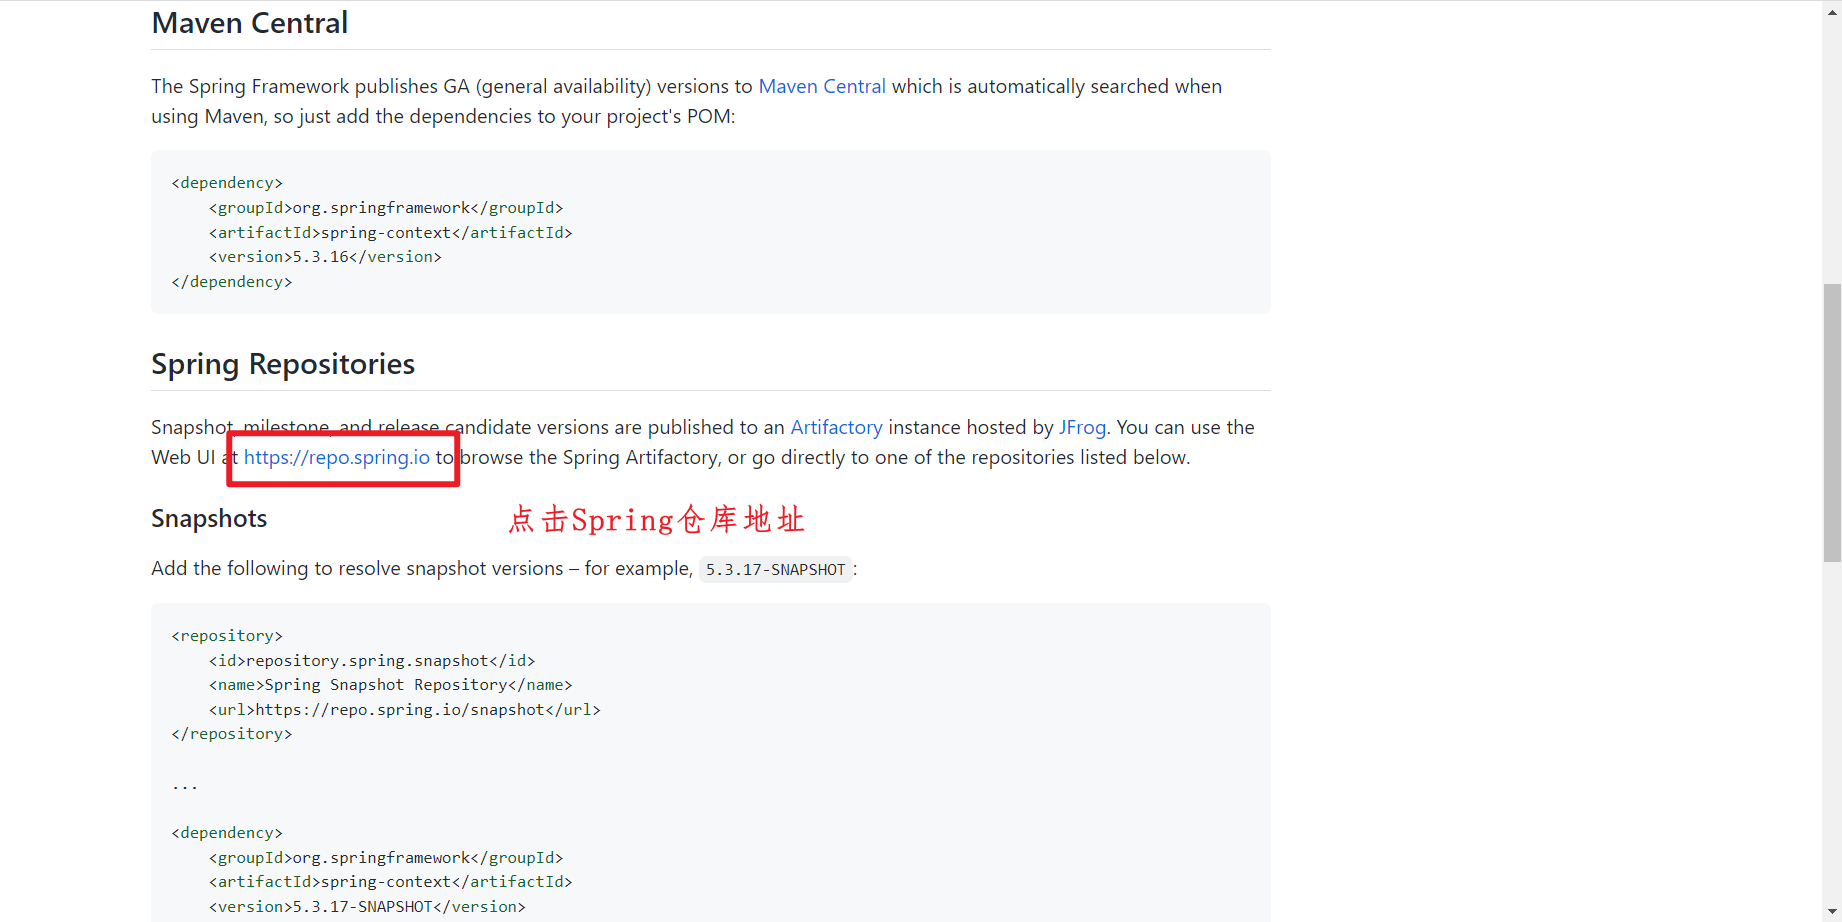 Maven Central
The Spring Framework publishes GA (general availability) versions to Maven Central which is automatically searched when
using Maven, so just add the dependencies to your project's POM:
<dependency>
    <groupId>org.springframework</groupId>
    <artifactId>spring-context</artifactId>
    <version>5.3.16</version>
</dependency>
Spring Repositories
Snapshot, milestone, and release candidate versions are published to an Artifactory instance hosted by JFrog. You can use the
Web UI at https://repo.spring.io to browse the Spring Artifactory, or go directly to one of the repositories listed below.
点击Spring仓库地址
Snapshots
Add the following to resolve snapshot versions – for example, 5.3.17-SNAPSHOT:
<repository>
    <id>repository.spring.snapshot</id>
    <name>Spring Snapshot Repository</name>
    <url>https://repo.spring.io/snapshot</url>
</repository>
...
<dependency>
    <groupId>org.springframework</groupId>
    <artifactId>spring-context</artifactId>
    <version>5.3.17-SNAPSHOT</version>